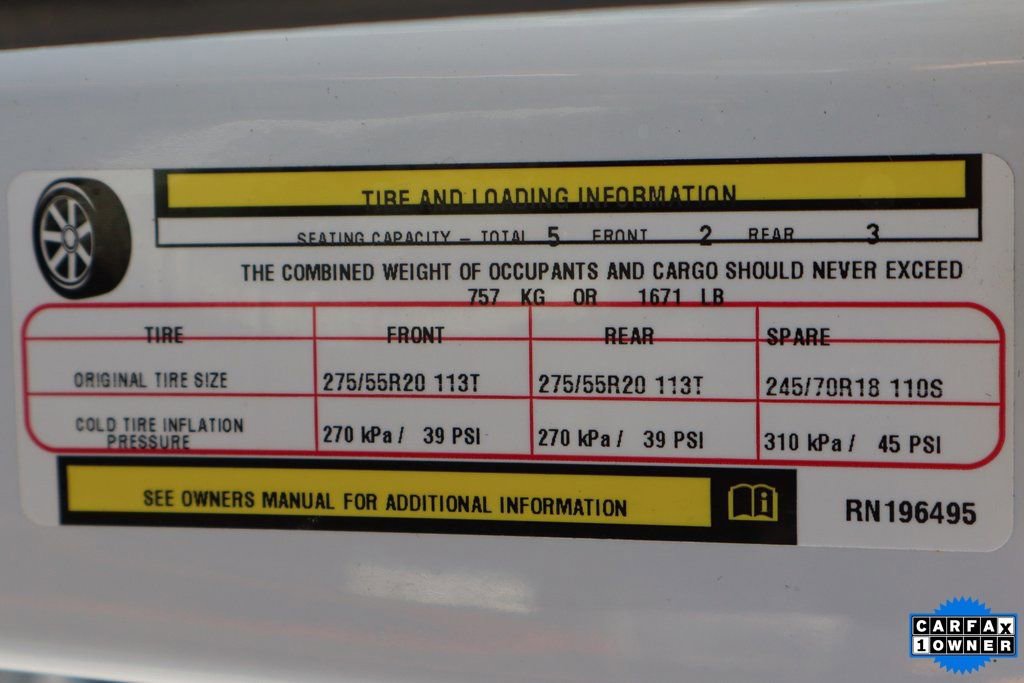 TIRE AND LOADING INFORMATION
SEATING CAPACITY – TOTAL 5 FRONT 2 REAR 3
THE COMBINED WEIGHT OF OCCUPANTS AND CARGO SHOULD NEVER EXCEED
757 KG OR 1671 LB
TIRE FRONT REAR SPARE
ORIGINAL TIRE SIZE 275/55R20 113T 275/55R20 113T 245/70R18 110S
COLD TIRE INFLATION PRESSURE 270 kPa / 39 PSI 270 kPa / 39 PSI 310 kPa / 45 PSI
SEE OWNERS MANUAL FOR ADDITIONAL INFORMATION
RN196495
CARFAX
1 OWNER